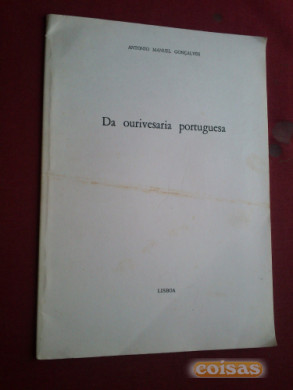 ANTÓNIO MANUEL GONÇALVES
Da ourivesaria portuguesa
LISBOA
coisas